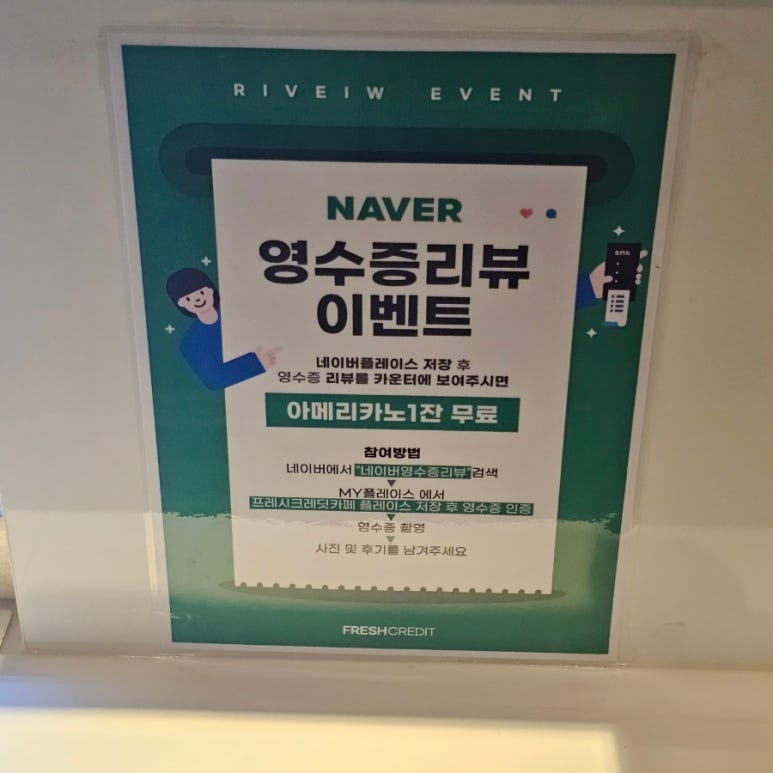 RIVEIW EVENT
NAVER
영수증리뷰
이벤트
sns
네이버플레이스 저장 후
영수증 리뷰를 카운터에 보여주시면
아메리카노1잔 무료
참여방법
네이버에서 "네이버영수증리뷰"검색
MY플레이스 에서
프레시크레딧카페 플레이스 저장 후 영수증 인증
영수증 촬영
사진 및 후기를 남겨주세요
FRESHCREDIT